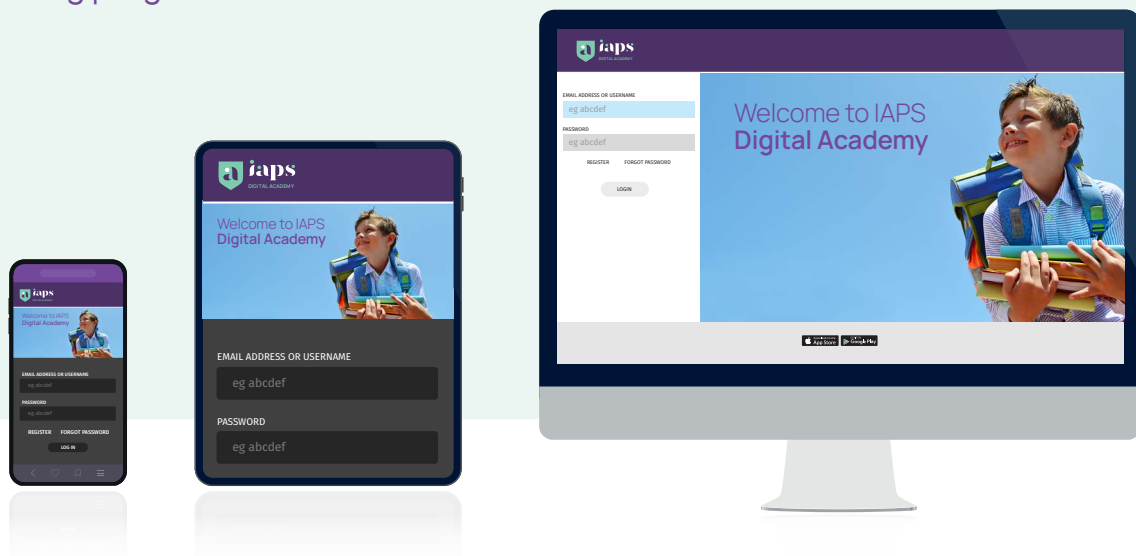 iaps
DIGITAL ACADEMY
Welcome to IAPS
Digital Academy
EMAIL ADDRESS OR USERNAME
eg abcdef
PASSWORD
eg abcdef
REGISTER FORGOT PASSWORD
LOG IN
iaps
DIGITAL ACADEMY
Welcome to IAPS
Digital Academy
EMAIL ADDRESS OR USERNAME
eg abcdef
PASSWORD
eg abcdef
iaps
DIGITAL ACADEMY
EMAIL ADDRESS OR USERNAME
eg abcdef
PASSWORD
eg abcdef
REGISTER FORGOT PASSWORD
LOGIN
Welcome to IAPS
Digital Academy
App Store
Google Play